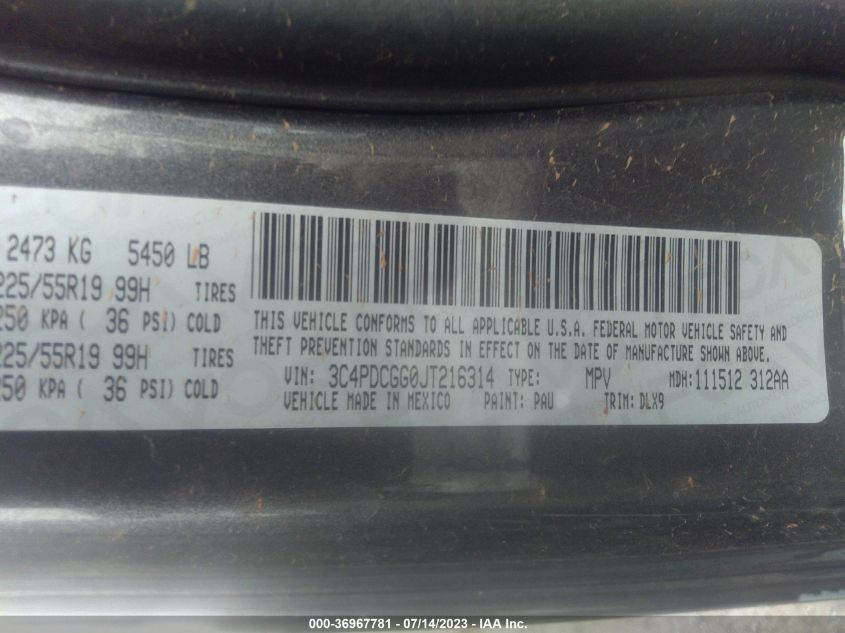 2473 KG 5450 LB
225/55R19 99H TIRES
250 KPA ( 36 PSI) COLD
225/55R19 99H TIRES
250 KPA ( 36 PSI) COLD
THIS VEHICLE CONFORMS TO ALL APPLICABLE U.S.A. FEDERAL MOTOR VEHICLE SAFETY AND
THEFT PREVENTION STANDARDS IN EFFECT ON THE DATE OF MANUFACTURE SHOWN ABOVE.
VIN: 3C4PDCGG0JT216314 TYPE: MPV MDH: 111512 312AA
VEHICLE MADE IN MEXICO PAINT: PAU TRIM: DLX9
000-36967781 - 07/14/2023 - IAA Inc.